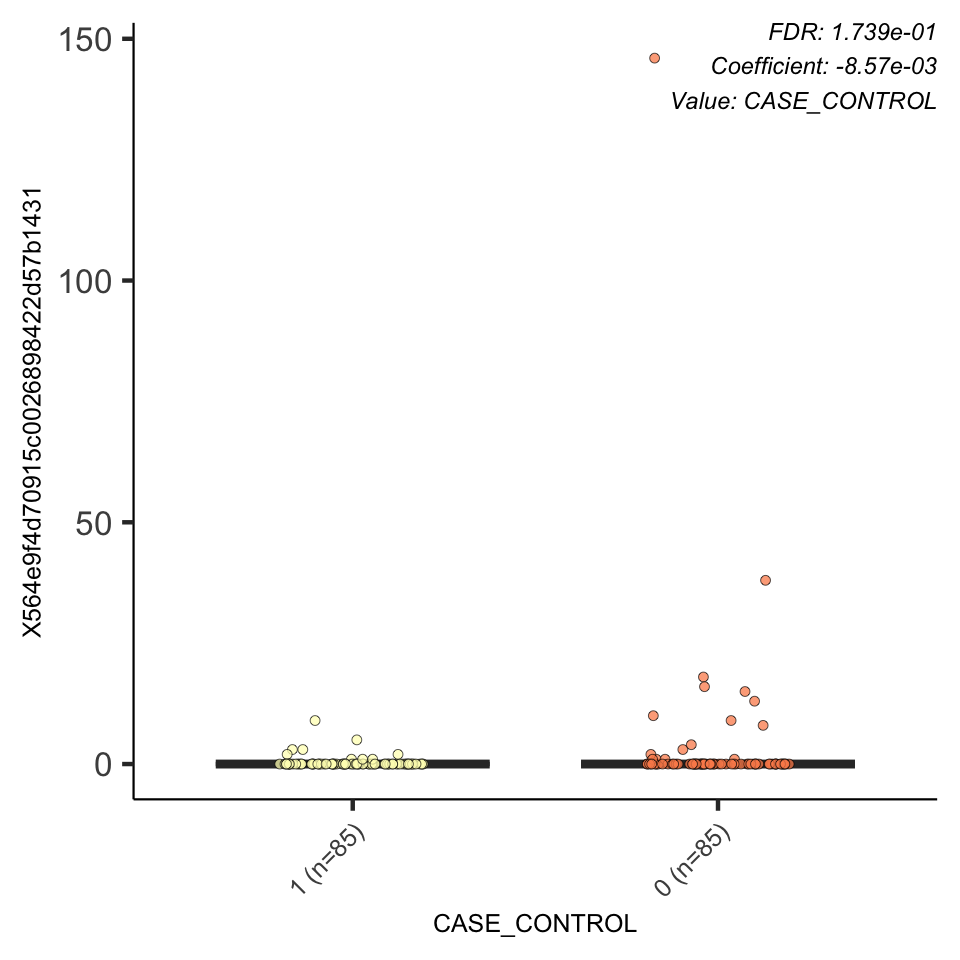 FDR: 1.739e-01
Coefficient: -8.57e-03
Value: CASE_CONTROL
150
100
50
0
X564e9f4d70915c0026898422d57b1431
1 (n=85)
0 (n=85)
CASE_CONTROL